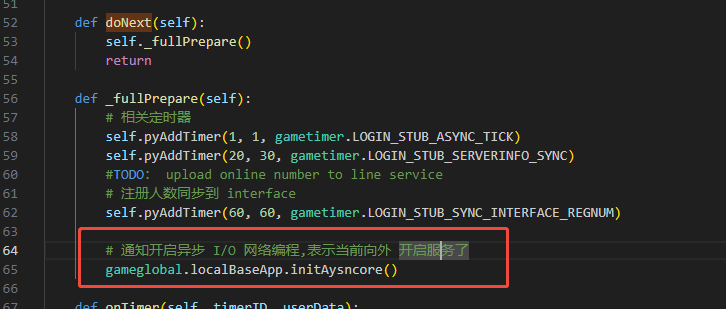 51
52 def doNext(self):
53 self._fullPrepare()
54 return
55
56 def _fullPrepare(self):
57 # 相关定时器
58 self.pyAddTimer(1, 1, gametimer.LOGIN_STUB_ASYNC_TICK)
59 self.pyAddTimer(20, 30, gametimer.LOGIN_STUB_SERVERINFO_SYNC)
60 #TODO: upload online number to line service
61 # 注册人数同步到 interface
62 self.pyAddTimer(60, 60, gametimer.LOGIN_STUB_SYNC_INTERFACE_REGNUM)
63
64 # 通知开启异步 I/O 网络编程,表示当前向外 开启服务了
65 gameglobal.localBaseApp.initAysncore()
66
67 def onTimer(self, timerID, userData):